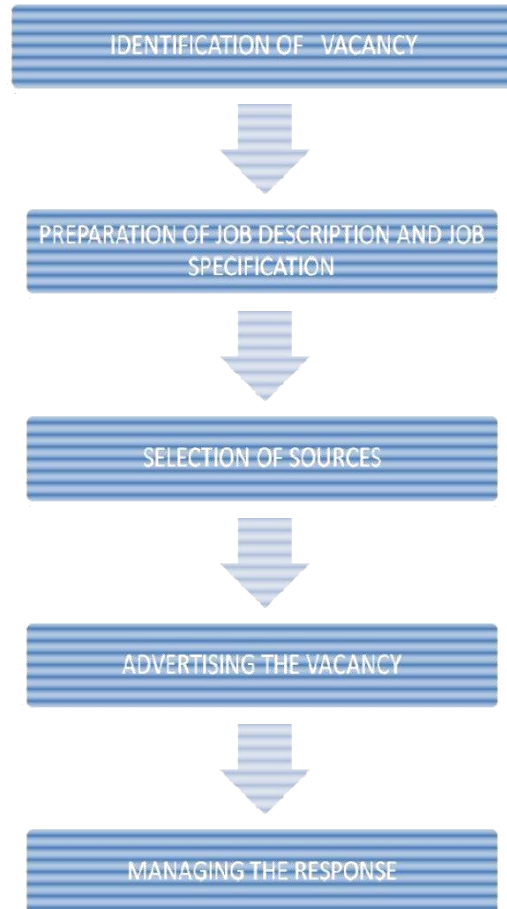 IDENTIFICATION OF VACANCY
PREPARATION OF JOB DESCRIPTION AND JOB
SPECIFICATION
SELECTION OF SOURCES
ADVERTISING THE VACANCY
MANAGING THE RESPONSE